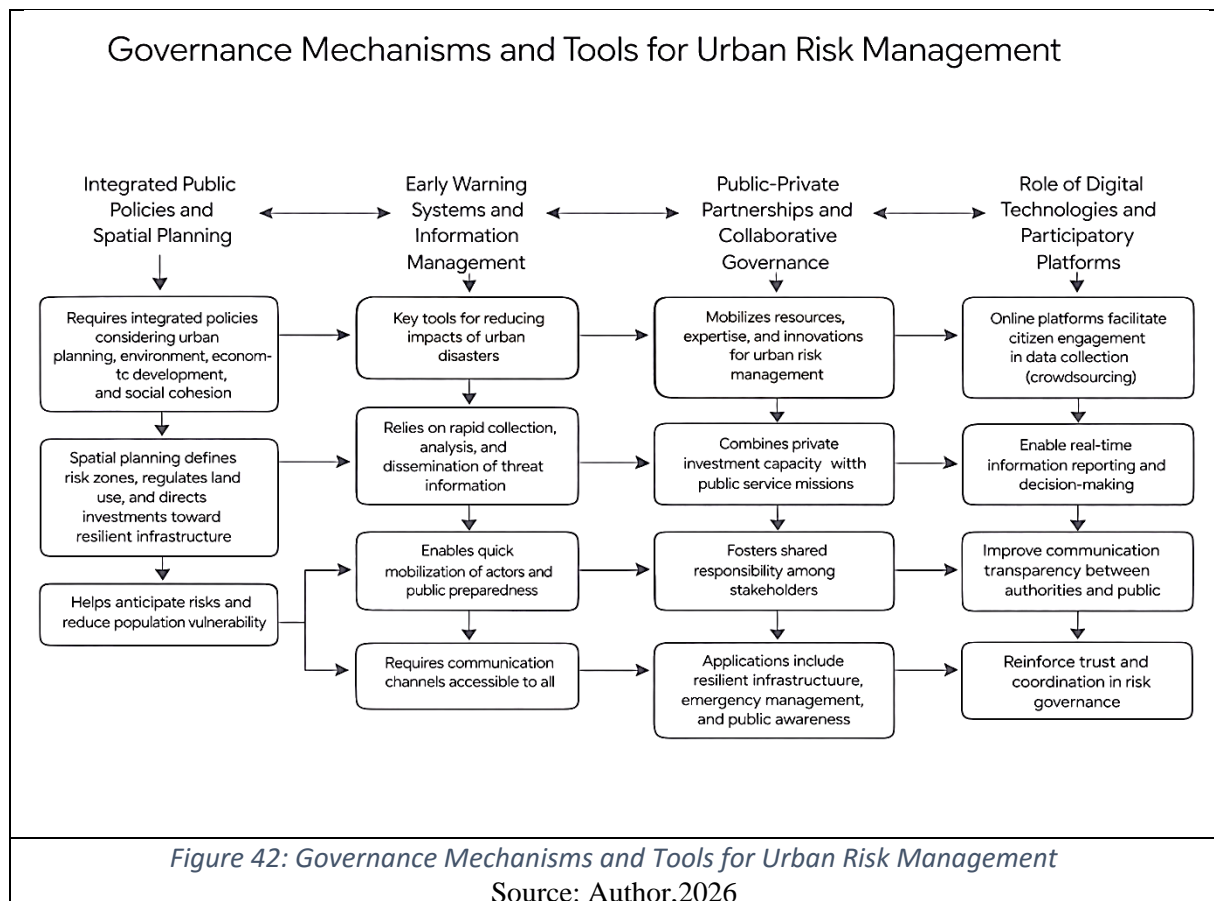 Governance Mechanisms and Tools for Urban Risk Management
Integrated Public
Policies and
Spatial Planning
Early Warning
Systems and
Information
Management
Public-Private
Partnerships and
Collaborative
Governance
Role of Digital
Technologies and
Participatory
Platforms
Requires integrated policies
considering urban
planning, environment, econom-
tc development,
and social cohesion
Spatial planning defines
risk zones, regulates land
use, and directs
investments toward
resilient infrastructure
Helps anticipate risks and
reduce population vulnerability
Key tools for reducing
impacts of urban
disasters
Relies on rapid collection,
analysis, and
dissemination of threat
information
Enables quick
mobilization of actors and
public preparedness
Requires communication
channels accessible to all
Mobilizes resources,
expertise, and innovations
for urban risk
management
Combines private
investment capacity witth
public service missions
Fosters shared
responsibility among
stakeholders
Applications include
resilient infrastructuure,
emergency management,
and public awareness
Online platforms facilitate
citizen engagement
in data collection
(crowdsourcing)
Enable real-time
information reporting and
decision-making
Improve communication
transparency between
authorities and public
Reinforce trust and
coordination in risk
governance
Figure 42: Governance Mechanisms and Tools for Urban Risk Management
Source: Author,2026